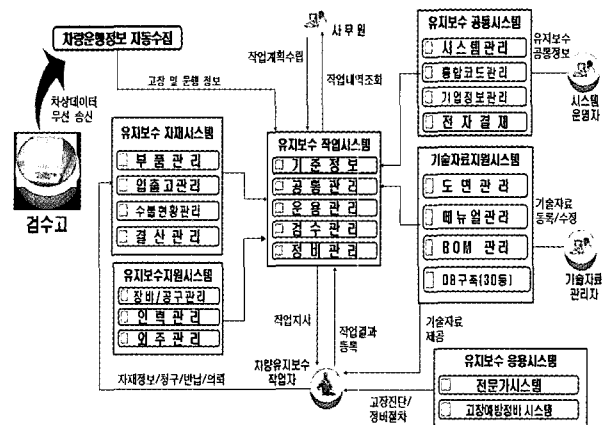 차량운행정보 자동수집
차상데이터
무선 송신
검수고
고장 및 운행 정보
사무원
작업계획수립
작업내역조회
유지보수 자재시스템
부품관리
입출고관리
수불현황관리
결산관리
유지보수지원시스템
장비/공구관리
인력관리
외주관리
유지보수 작업시스템
기준정보
공통관리
운용관리
검수관리
정비관리
유지보수 공통시스템
시스템관리
통합코드관리
기업정보관리
전자결재
유지보수
공통정보
시스템
운영자
기술자료지원시스템
도면관리
메뉴얼관리
BOM 관리
DB구축(30종)
기술자료
등록/수정
기술자료
관리자
작업지시
작업결과
등록
기술자료
제공
차량유지보수
작업자
자재정보/청구/반납/의뢰
고장진단/
정비절차
유지보수 응용시스템
전문가시스템
고장예방정비 시스템